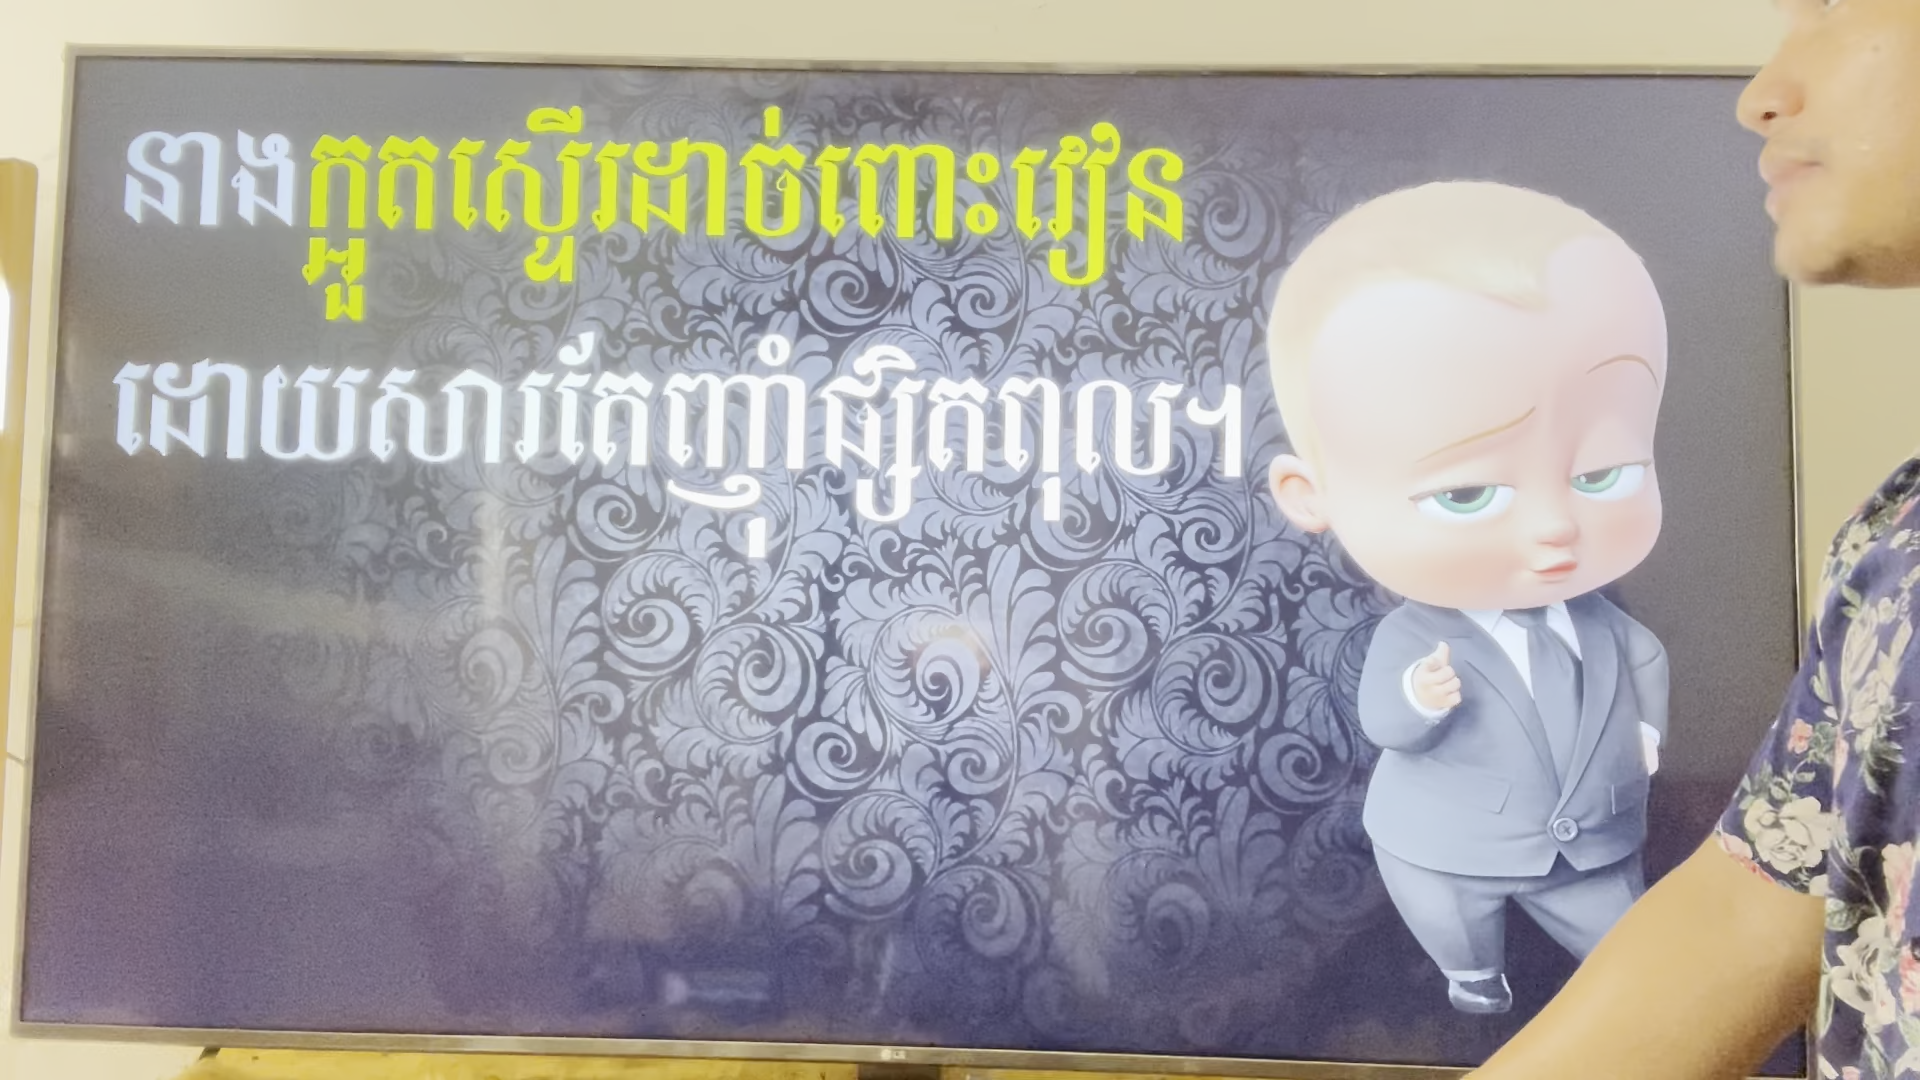 នាងក្អួតស្ទើរដាច់ពោះវៀន
ដោយសារតែញ៉ាំផ្សិតពុល។